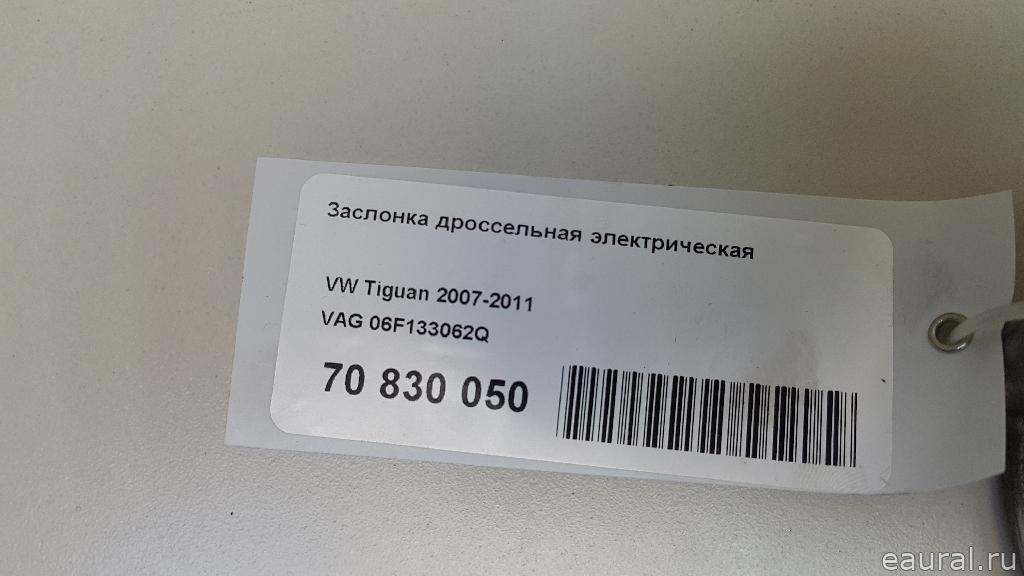 Заслонка дроссельная электрическая
VW Tiguan 2007-2011
VAG 06F133062Q
70 830 050
eaural.ru